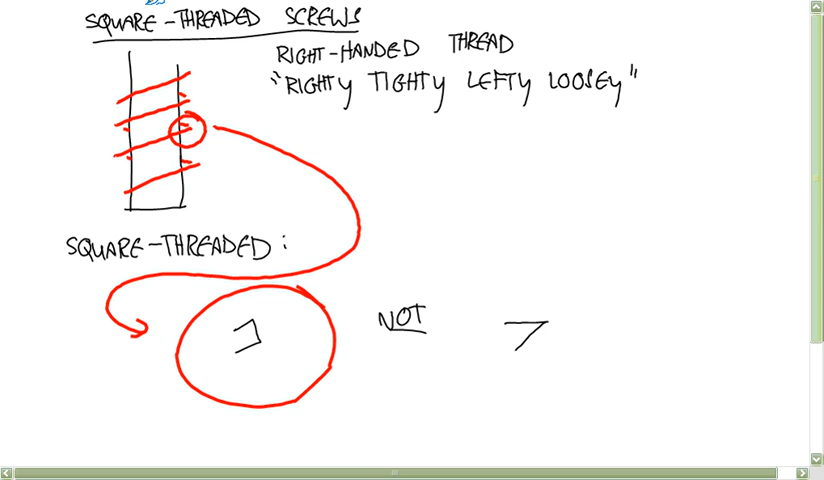 SQUARE-THREADED SCREWS
RIGHT-HANDED THREAD
"RIGHTY TIGHTY LEFTY LOOSEY"
SQUARE-THREADED:
NOT